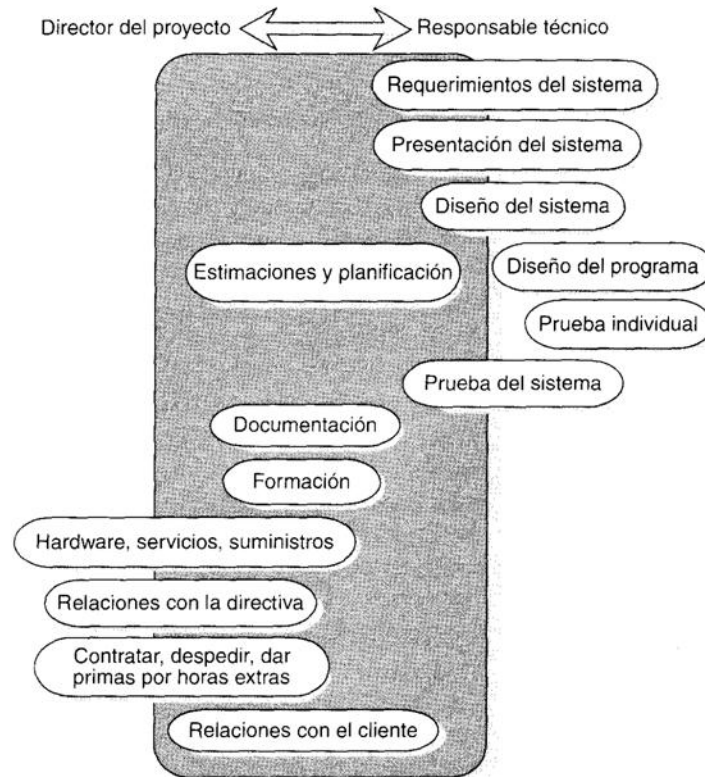 Director del proyecto
Responsable técnico
Requerimientos del sistema
Presentación del sistema
Diseño del sistema
Estimaciones y planificación
Diseño del programa
Prueba individual
Prueba del sistema
Documentación
Formación
Hardware, servicios, suministros
Relaciones con la directiva
Contratar, despedir, dar
primas por horas extras
Relaciones con el cliente